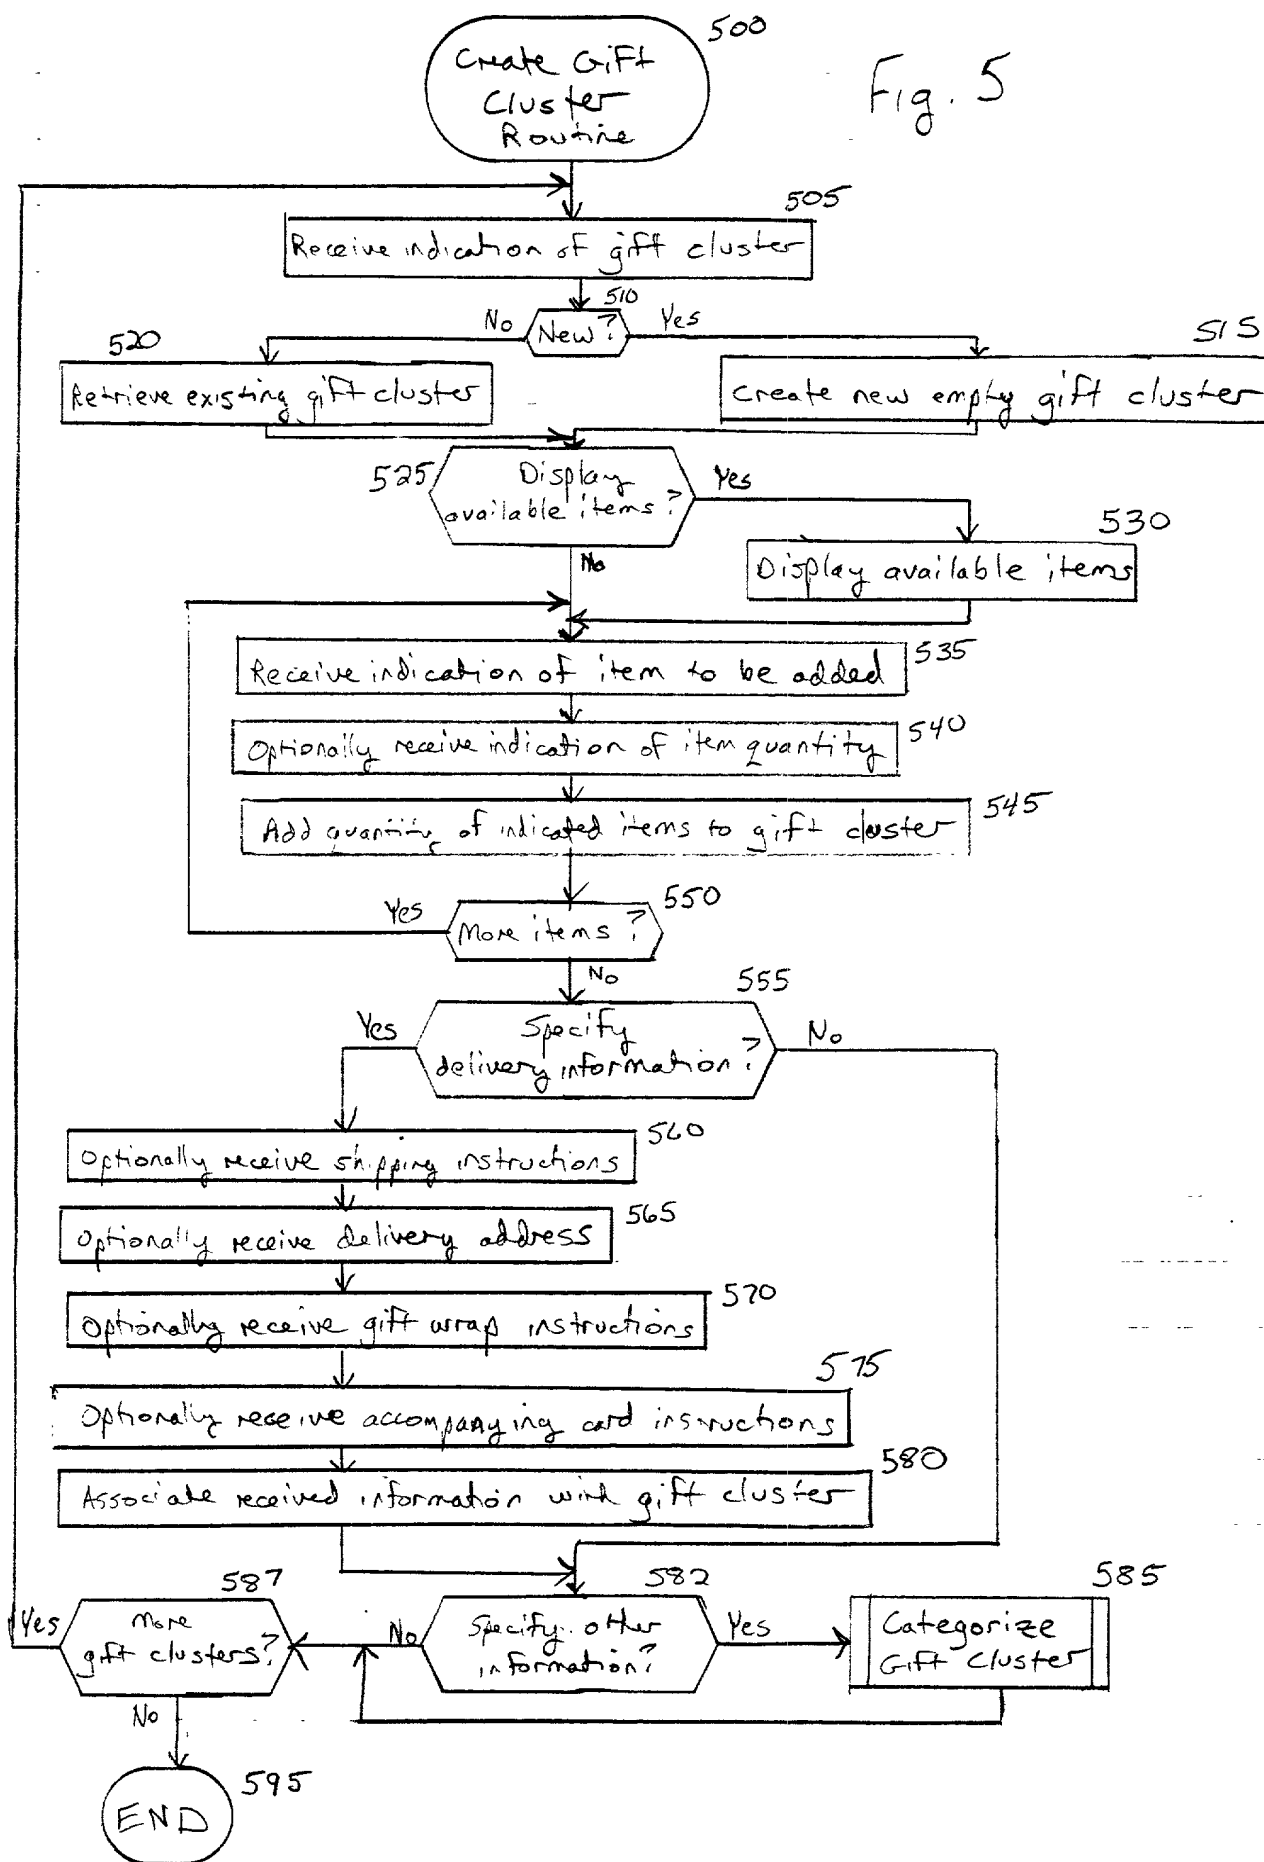 500
Create Gift
Cluster
Routine
Fig. 5
505
Receive indication of gift cluster
510
No
New?
Yes
520
515
Retrieve existing gift cluster
Create new empty gift cluster
525
Display
available items?
Yes
530
No
Display available items
Receive indication of item to be added
535
Optionally receive indication of item quantity
540
Add quantity of indicated items to gift cluster
545
Yes
More items?
550
No
555
Yes
Specify
delivery information?
No
560
Optionally receive shipping instructions
565
Optionally receive delivery address
570
Optionally receive gift wrap instructions
575
Optionally receive accompanying card instructions
580
Associate received information with gift cluster
587
582
585
Yes
More
gift clusters?
No
Specify other
information?
Yes
Categorize
Gift Cluster
No
595
END